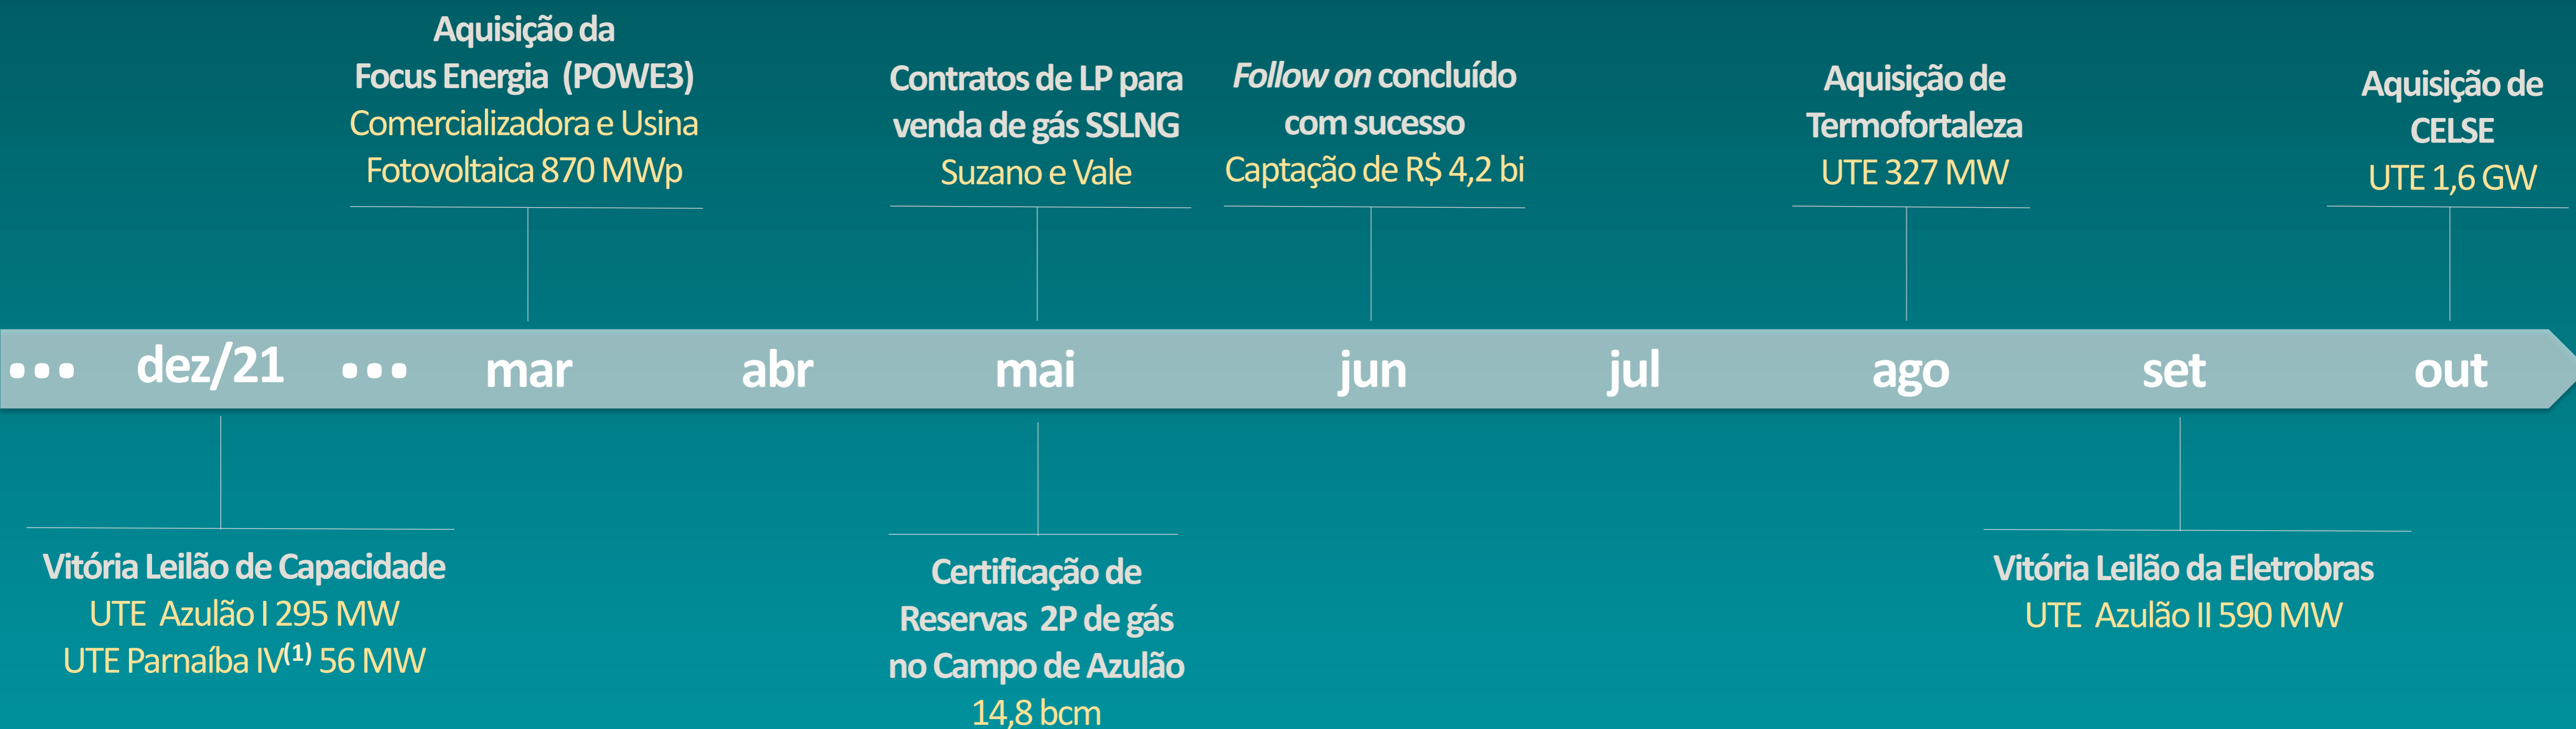 Aquisição da
Focus Energia (POWE3)
Comercializadora e Usina
Fotovoltaica 870 MWp
Contratos de LP para
venda de gás SSLNG
Suzano e Vale
Follow on concluído
com sucesso
Captação de R$ 4,2 bi
Aquisição de
Termofortaleza
UTE 327 MW
Aquisição de
CELSE
UTE 1,6 GW
... dez/21 ... mar abr mai jun jul ago set out
Vitória Leilão de Capacidade
UTE Azulão I 295 MW
UTE Parnaíba IV(1) 56 MW
Certificação de
Reservas 2P de gás
no Campo de Azulão
14,8 bcm
Vitória Leilão da Eletrobras
UTE Azulão II 590 MW